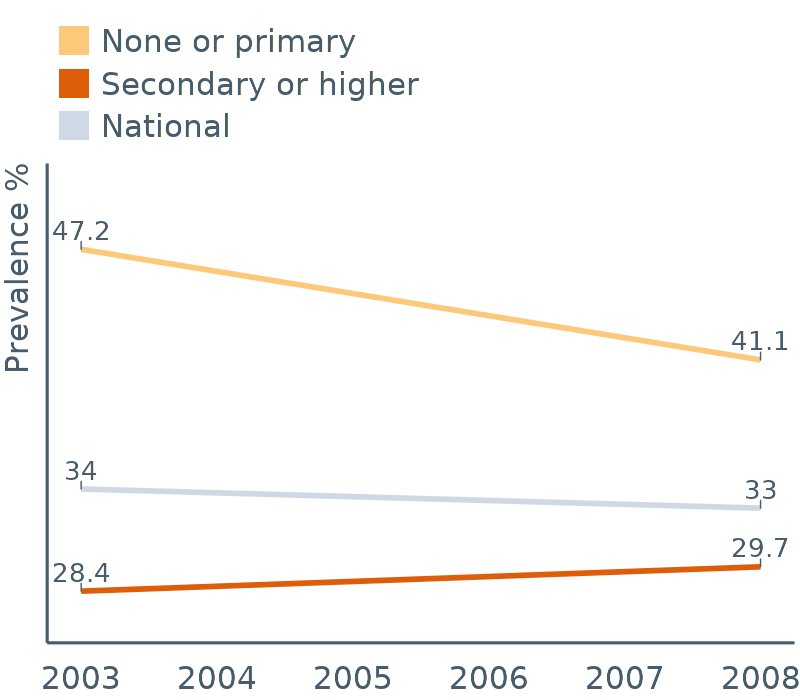 None or primary
Secondary or higher
National
Prevalence %
47.2
41.1
34
33
29.7
28.4
2003 2004 2005 2006 2007 2008